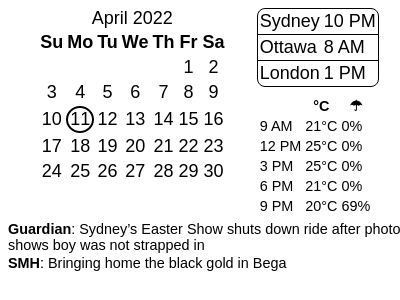 April 2022
Su Mo Tu We Th Fr Sa
1 2
3 4 5 6 7 8 9
10 11 12 13 14 15 16
17 18 19 20 21 22 23
24 25 26 27 28 29 30
Sydney 10 PM
Ottawa 8 AM
London 1 PM
°C ☂
9 AM 21°C 0%
12 PM 25°C 0%
3 PM 25°C 0%
6 PM 21°C 0%
9 PM 20°C 69%
Guardian: Sydney’s Easter Show shuts down ride after photo
shows boy was not strapped in
SMH: Bringing home the black gold in Bega